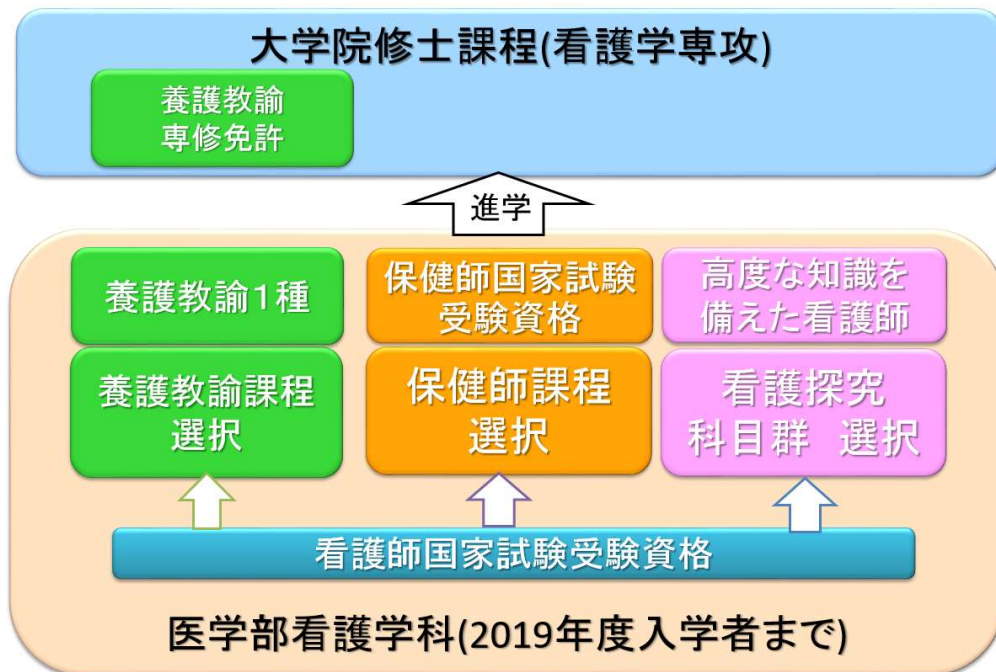 大学院修士課程(看護学専攻)
養護教諭
専修免許
進学
養護教諭1種
保健師国家試験
受験資格
高度な知識を
備えた看護師
養護教諭課程
選択
保健師課程
選択
看護探究
科目群　選択
看護師国家試験受験資格
医学部看護学科(2019年度入学者まで)